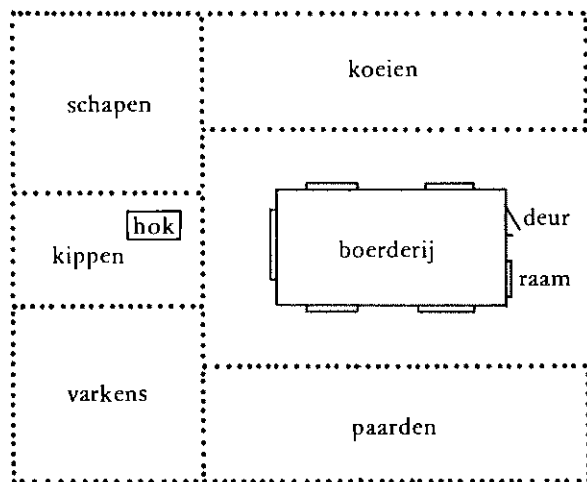 koeien
schapen
hok
deur
kippen
boerderij
raam
varkens
paarden